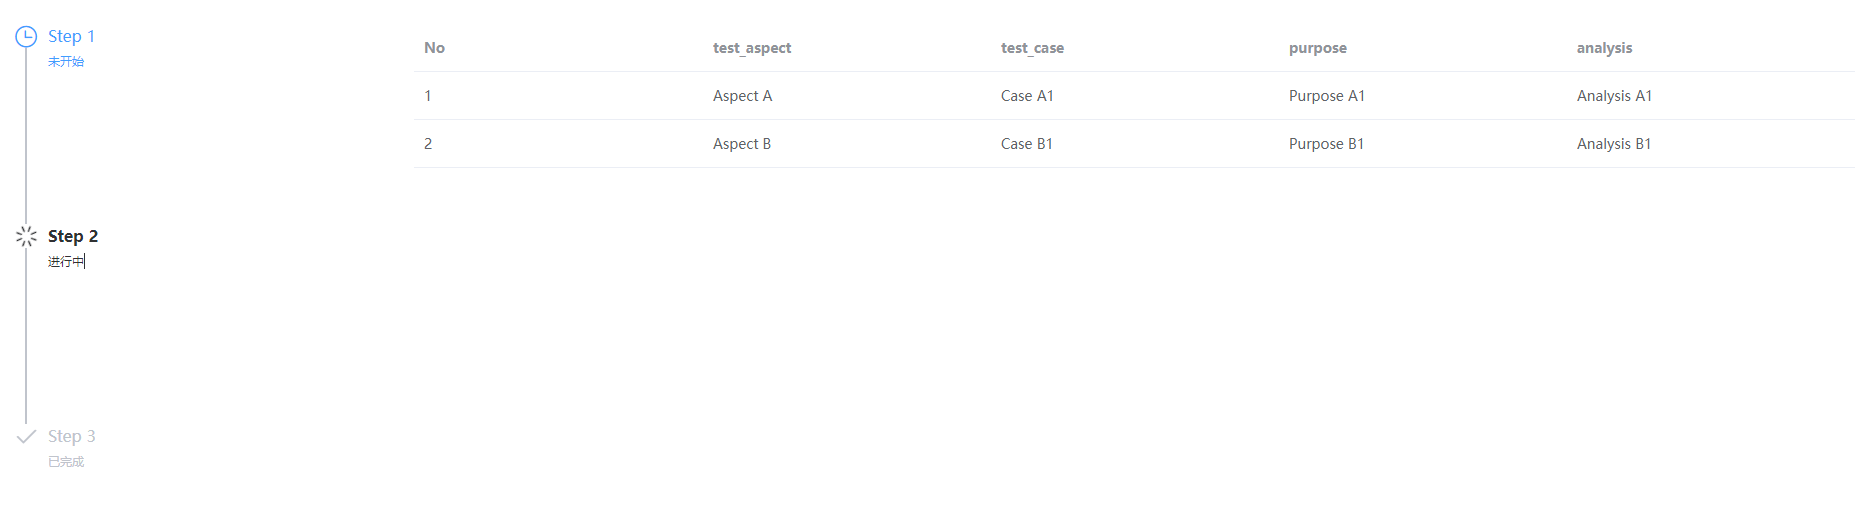 Step 1
未开始
Step 2
进行中
Step 3
已完成
No test_aspect test_case purpose analysis
1 Aspect A Case A1 Purpose A1 Analysis A1
2 Aspect B Case B1 Purpose B1 Analysis B1